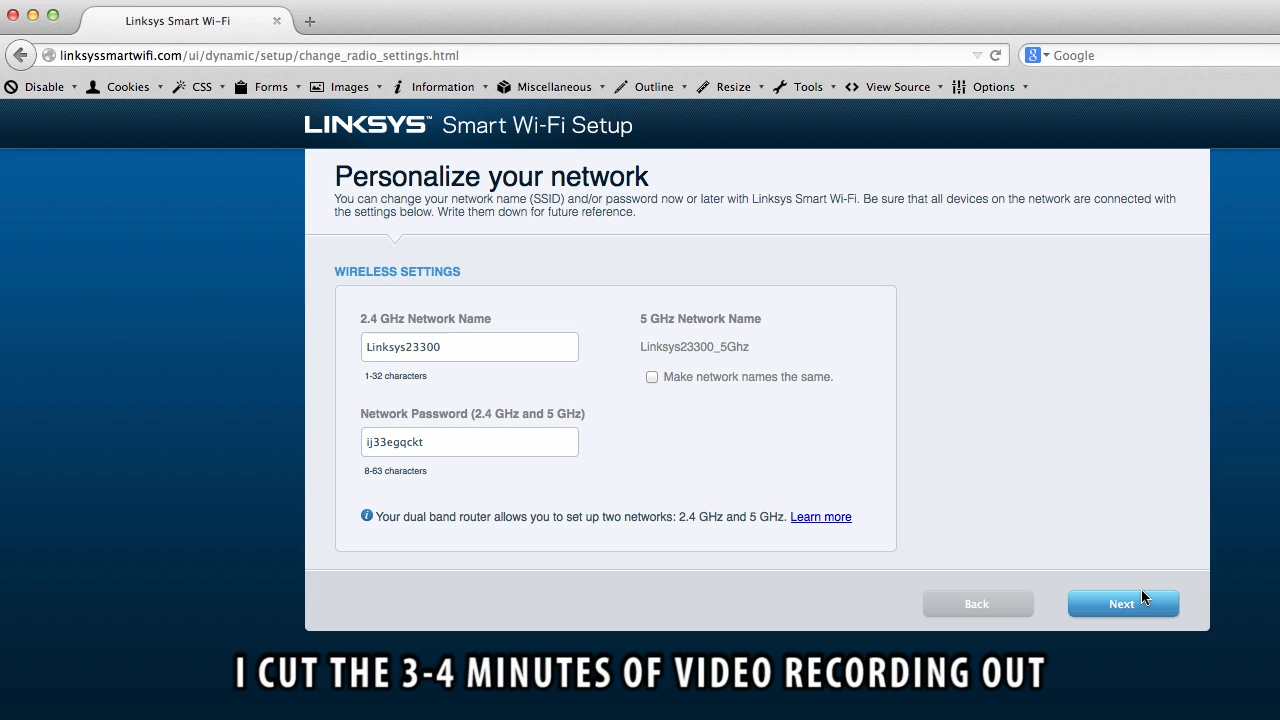 Linksys Smart Wi-Fi
linksyssmartwifi.com/ui/dynamic/setup/change_radio_settings.html
Google
Disable Cookies CSS Forms Images Information Miscellaneous Outline Resize Tools View Source Options
LINKSYS™ Smart Wi-Fi Setup
Personalize your network
You can change your network name (SSID) and/or password now or later with Linksys Smart Wi-Fi. Be sure that all devices on the network are connected with
the settings below. Write them down for future reference.
WIRELESS SETTINGS
2.4 GHz Network Name
5 GHz Network Name
Linksys23300
Linksys23300_5Ghz
1-32 characters
Make network names the same.
Network Password (2.4 GHz and 5 GHz)
ij33egqckt
8-63 characters
Your dual band router allows you to set up two networks: 2.4 GHz and 5 GHz. Learn more
Back
Next
I CUT THE 3-4 MINUTES OF VIDEO RECORDING OUT